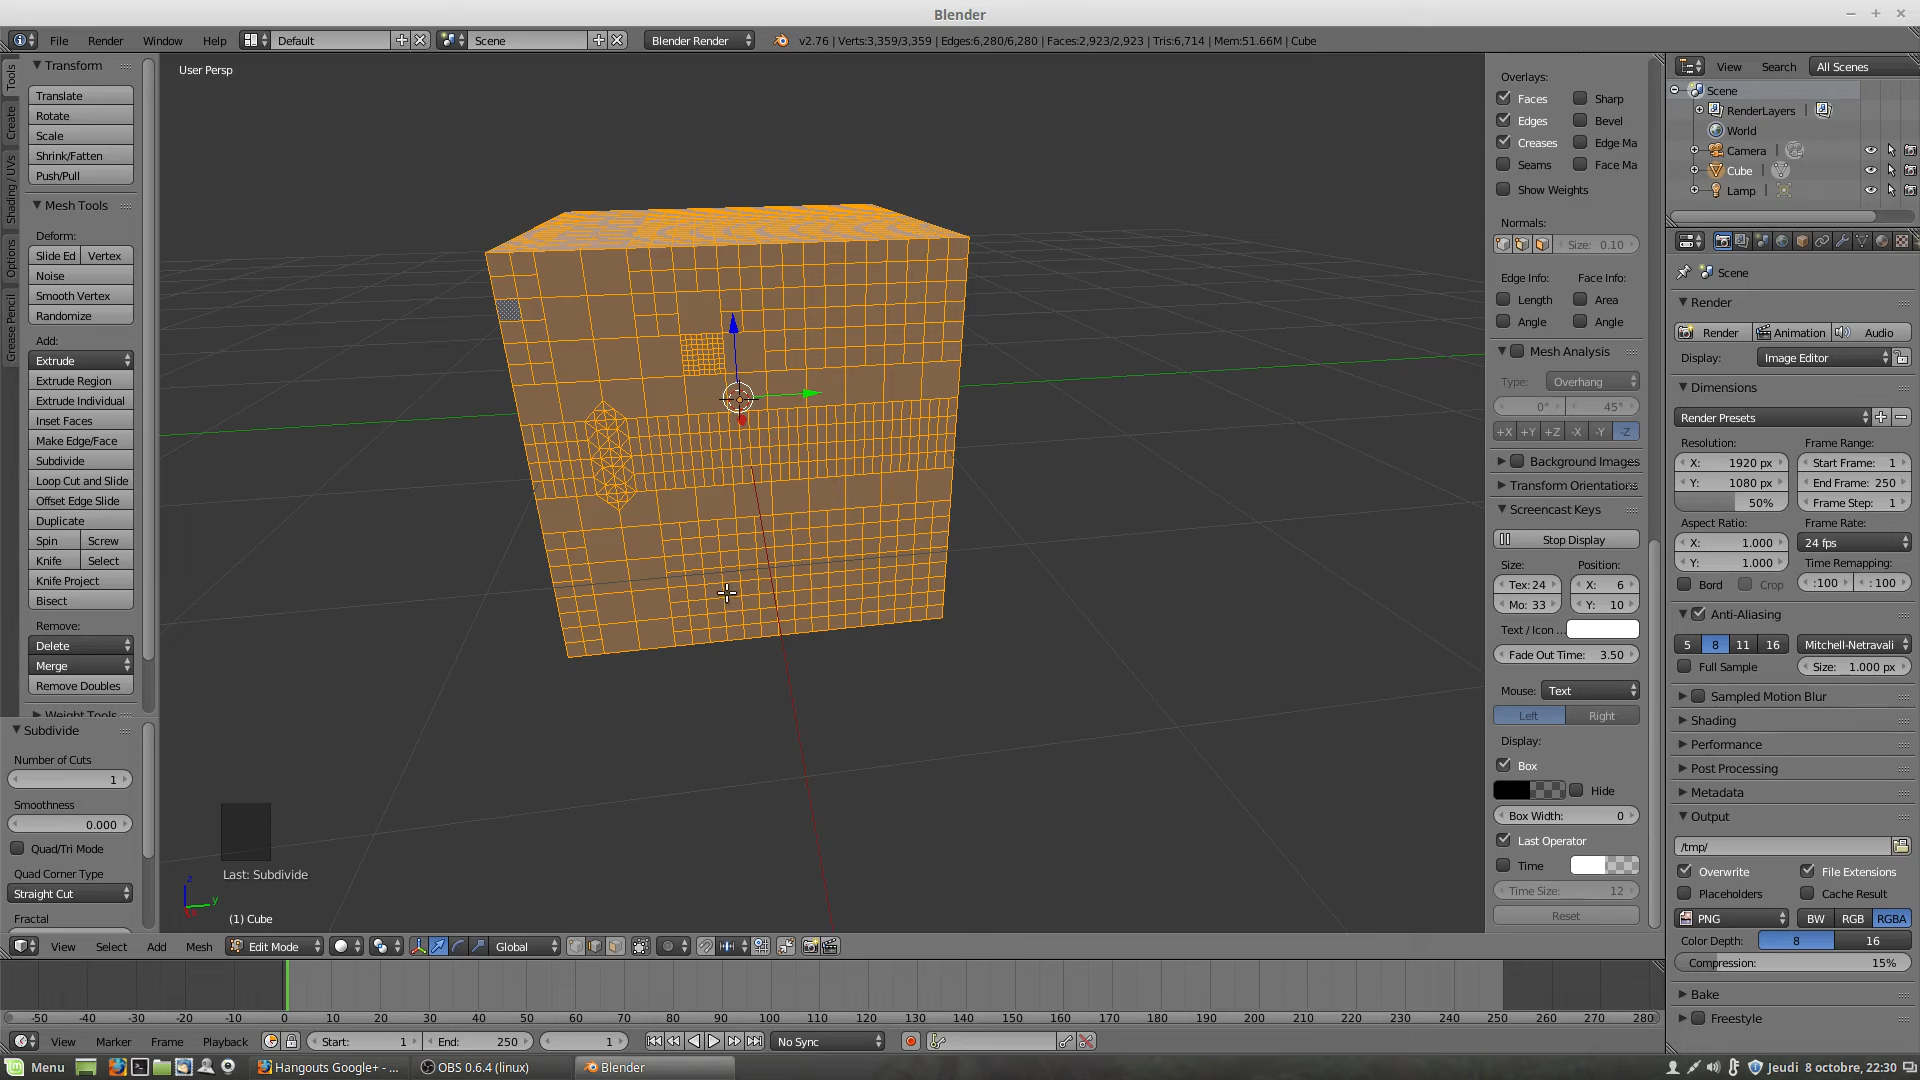 Blender
File Render Window Help Default Scene Blender Render v2.76 | Verts:3,359/3,359 | Edges:6,280/6,280 | Faces:2,923/2,923 | Tris:6,714 | Mem:51.66M | Cube
Tools
Create
Shading / UVs
Options
Grease Pencil
Transform
Translate
Rotate
Scale
Shrink/Fatten
Push/Pull
Mesh Tools
Deform:
Slide Ed Vertex
Noise
Smooth Vertex
Randomize
Add:
Extrude
Extrude Region
Extrude Individual
Inset Faces
Make Edge/Face
Subdivide
Loop Cut and Slide
Offset Edge Slide
Duplicate
Spin Screw
Knife Select
Knife Project
Bisect
Remove:
Delete
Merge
Remove Doubles
Weight Tools
Subdivide
Number of Cuts
1
Smoothness
0.000
Quad/Tri Mode
Quad Corner Type
Straight Cut
Fractal
User Persp
Last: Subdivide
z
y
(1) Cube
Overlays:
Faces Sharp
Edges Bevel
Creases Edge Ma
Seams Face Ma
Show Weights
Normals:
Size: 0.10
Edge Info: Face Info:
Length Area
Angle Angle
Mesh Analysis
Type: Overhang
0° 45°
+X +Y +Z -X -Y -Z
Background Images
Transform Orientations
Screencast Keys
Stop Display
Size: Position:
Tex: 24 X: 6
Mo: 33 Y: 10
Text / Icon ...
Fade Out Time: 3.50
Mouse: Text
Left Right
Display:
Box
Hide
Box Width: 0
Last Operator
Time
Time Size: 12
Reset
View Search All Scenes
Scene
RenderLayers
World
Camera
Cube
Lamp
Scene
Render
Render Animation Audio
Display: Image Editor
Dimensions
Render Presets
Resolution: Frame Range:
X: 1920 px Start Frame: 1
Y: 1080 px End Frame: 250
50% Frame Step: 1
Aspect Ratio: Frame Rate:
X: 1.000 24 fps
Y: 1.000 Time Remapping:
Bord Crop :100 : 100
Anti-Aliasing
5 8 11 16 Mitchell-Netravali
Full Sample Size: 1.000 px
Sampled Motion Blur
Shading
Performance
Post Processing
Metadata
Output
/tmp/
Overwrite File Extensions
Placeholders Cache Result
PNG BW RGB RGBA
Color Depth: 8 16
Compression: 15%
Bake
Freestyle
View Select Add Mesh Edit Mode Global
-50 -40 -30 -20 -10 0 10 20 30 40 50 60 70 80 90 100 110 120 130 140 150 160 170 180 190 200 210 220 230 240 250 260 270 280
View Marker Frame Playback Start: 1 End: 250 1 No Sync
Menu Hangouts Google+ - ... OBS 0.6.4 (linux) Blender Jeudi 8 octobre, 22:30